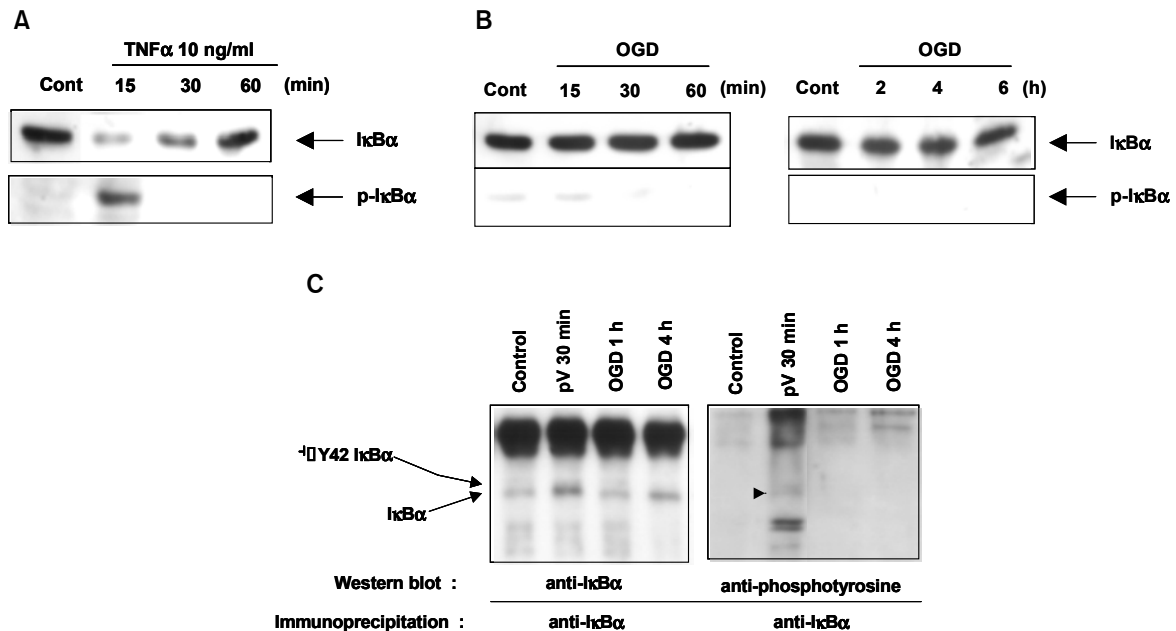 A
TNFα 10 ng/ml
Cont 15 30 60 (min)
IκBα
p-IκBα
B
OGD
Cont 15 30 60 (min)
OGD
Cont 2 4 6 (h)
IκBα
p-IκBα
C
Control
pV 30 min
OGD 1 h
OGD 4 h
Control
pV 30 min
OGD 1 h
OGD 4 h
Y42 IκBα
IκBα
Western blot : anti-IκBα anti-phosphotyrosine
Immunoprecipitation : anti-IκBα anti-IκBα